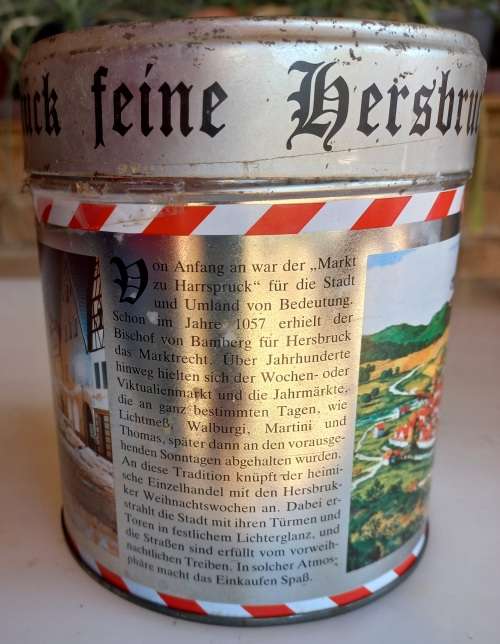 uck feine Hersbruc
Von Anfang an war der „Markt
zu Harrspruck“ für die Stadt
und Umland von Bedeutung.
Schon im Jahre 1057 erhielt der
Bischof von Bamberg für Hersbruck
das Marktrecht. Über Jahrhunderte
hinweg hielten sich der Wochen- oder
Viktualienmarkt und die Jahrmärkte,
die an ganz bestimmten Tagen, wie
Lichtmeß, Walburgi, Martini und
Thomas, später dann an den vorausge-
henden Sonntagen abgehalten wurden.
An diese Tradition knüpft der heimi-
sche Einzelhandel mit den Hersbruk-
ker Weihnachtswochen an. Dabei er-
strahlt die Stadt mit ihren Türmen und
Toren in festlichem Lichterglanz, und
die Straßen sind erfüllt vom vorweih-
nachtlichen Treiben. In solcher Atmos-
phäre macht das Einkaufen Spaß.